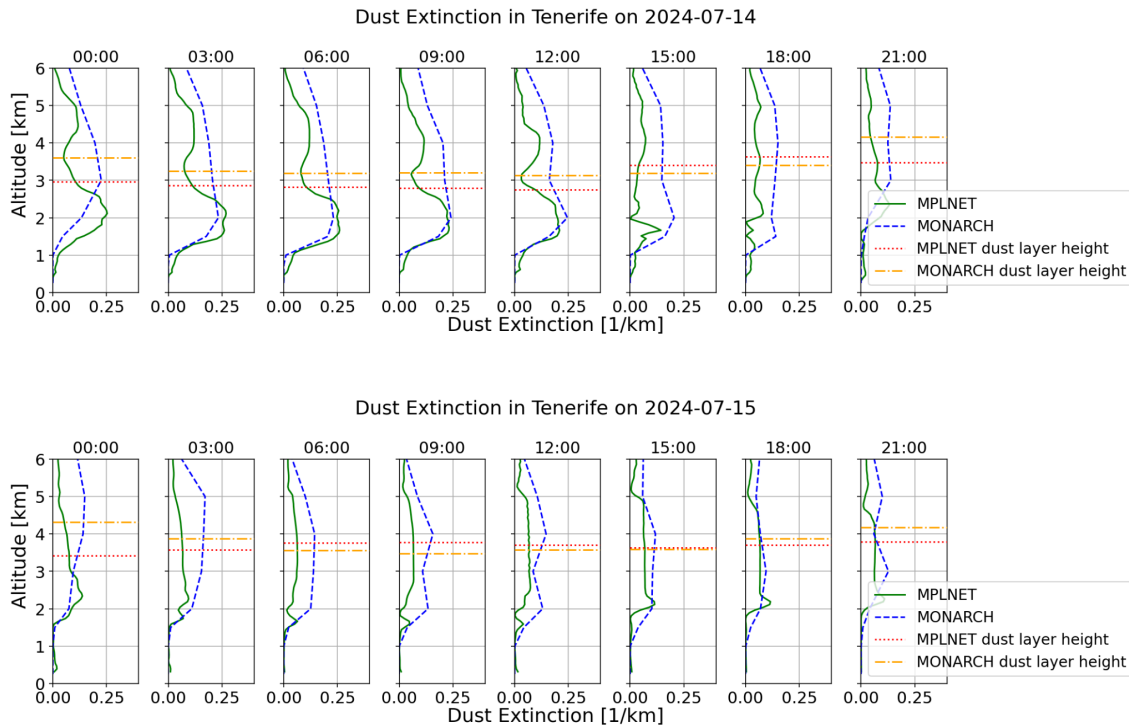 Dust Extinction in Tenerife on 2024-07-14
00:00 03:00 06:00 09:00 12:00 15:00 18:00 21:00
6
5
4
3
2
1
0
Altitude [km]
MPLNET
MONARCH
MPLNET dust layer height
MONARCH dust layer height
0.00 0.25 0.00 0.25 0.00 0.25 0.00 0.25 0.00 0.25 0.00 0.25 0.00 0.25 0.00 0.25
Dust Extinction [1/km]
Dust Extinction in Tenerife on 2024-07-15
00:00 03:00 06:00 09:00 12:00 15:00 18:00 21:00
6
5
4
3
2
1
0
Altitude [km]
MPLNET
MONARCH
MPLNET dust layer height
MONARCH dust layer height
0.00 0.25 0.00 0.25 0.00 0.25 0.00 0.25 0.00 0.25 0.00 0.25 0.00 0.25 0.00 0.25
Dust Extinction [1/km]